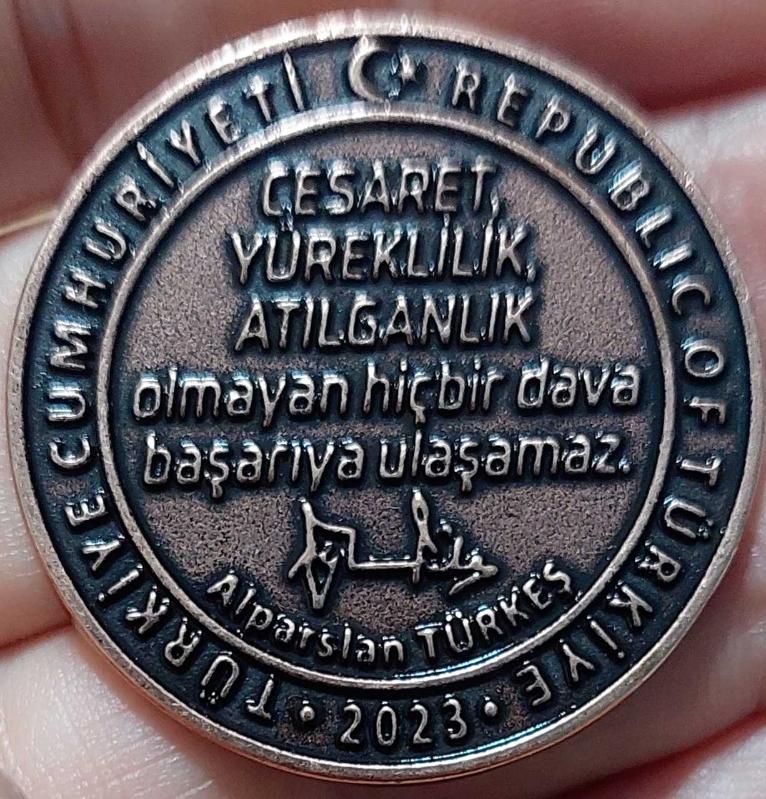 TÜRKİYE CUMHURİYETİ
REPUBLIC OF TÜRKİYE
CESARET,
YÜREKLİLİK,
ATILGANLIK
olmayan hiçbir dava
başarıya ulaşamaz.
Alparslan TÜRKEŞ
• 2023 •